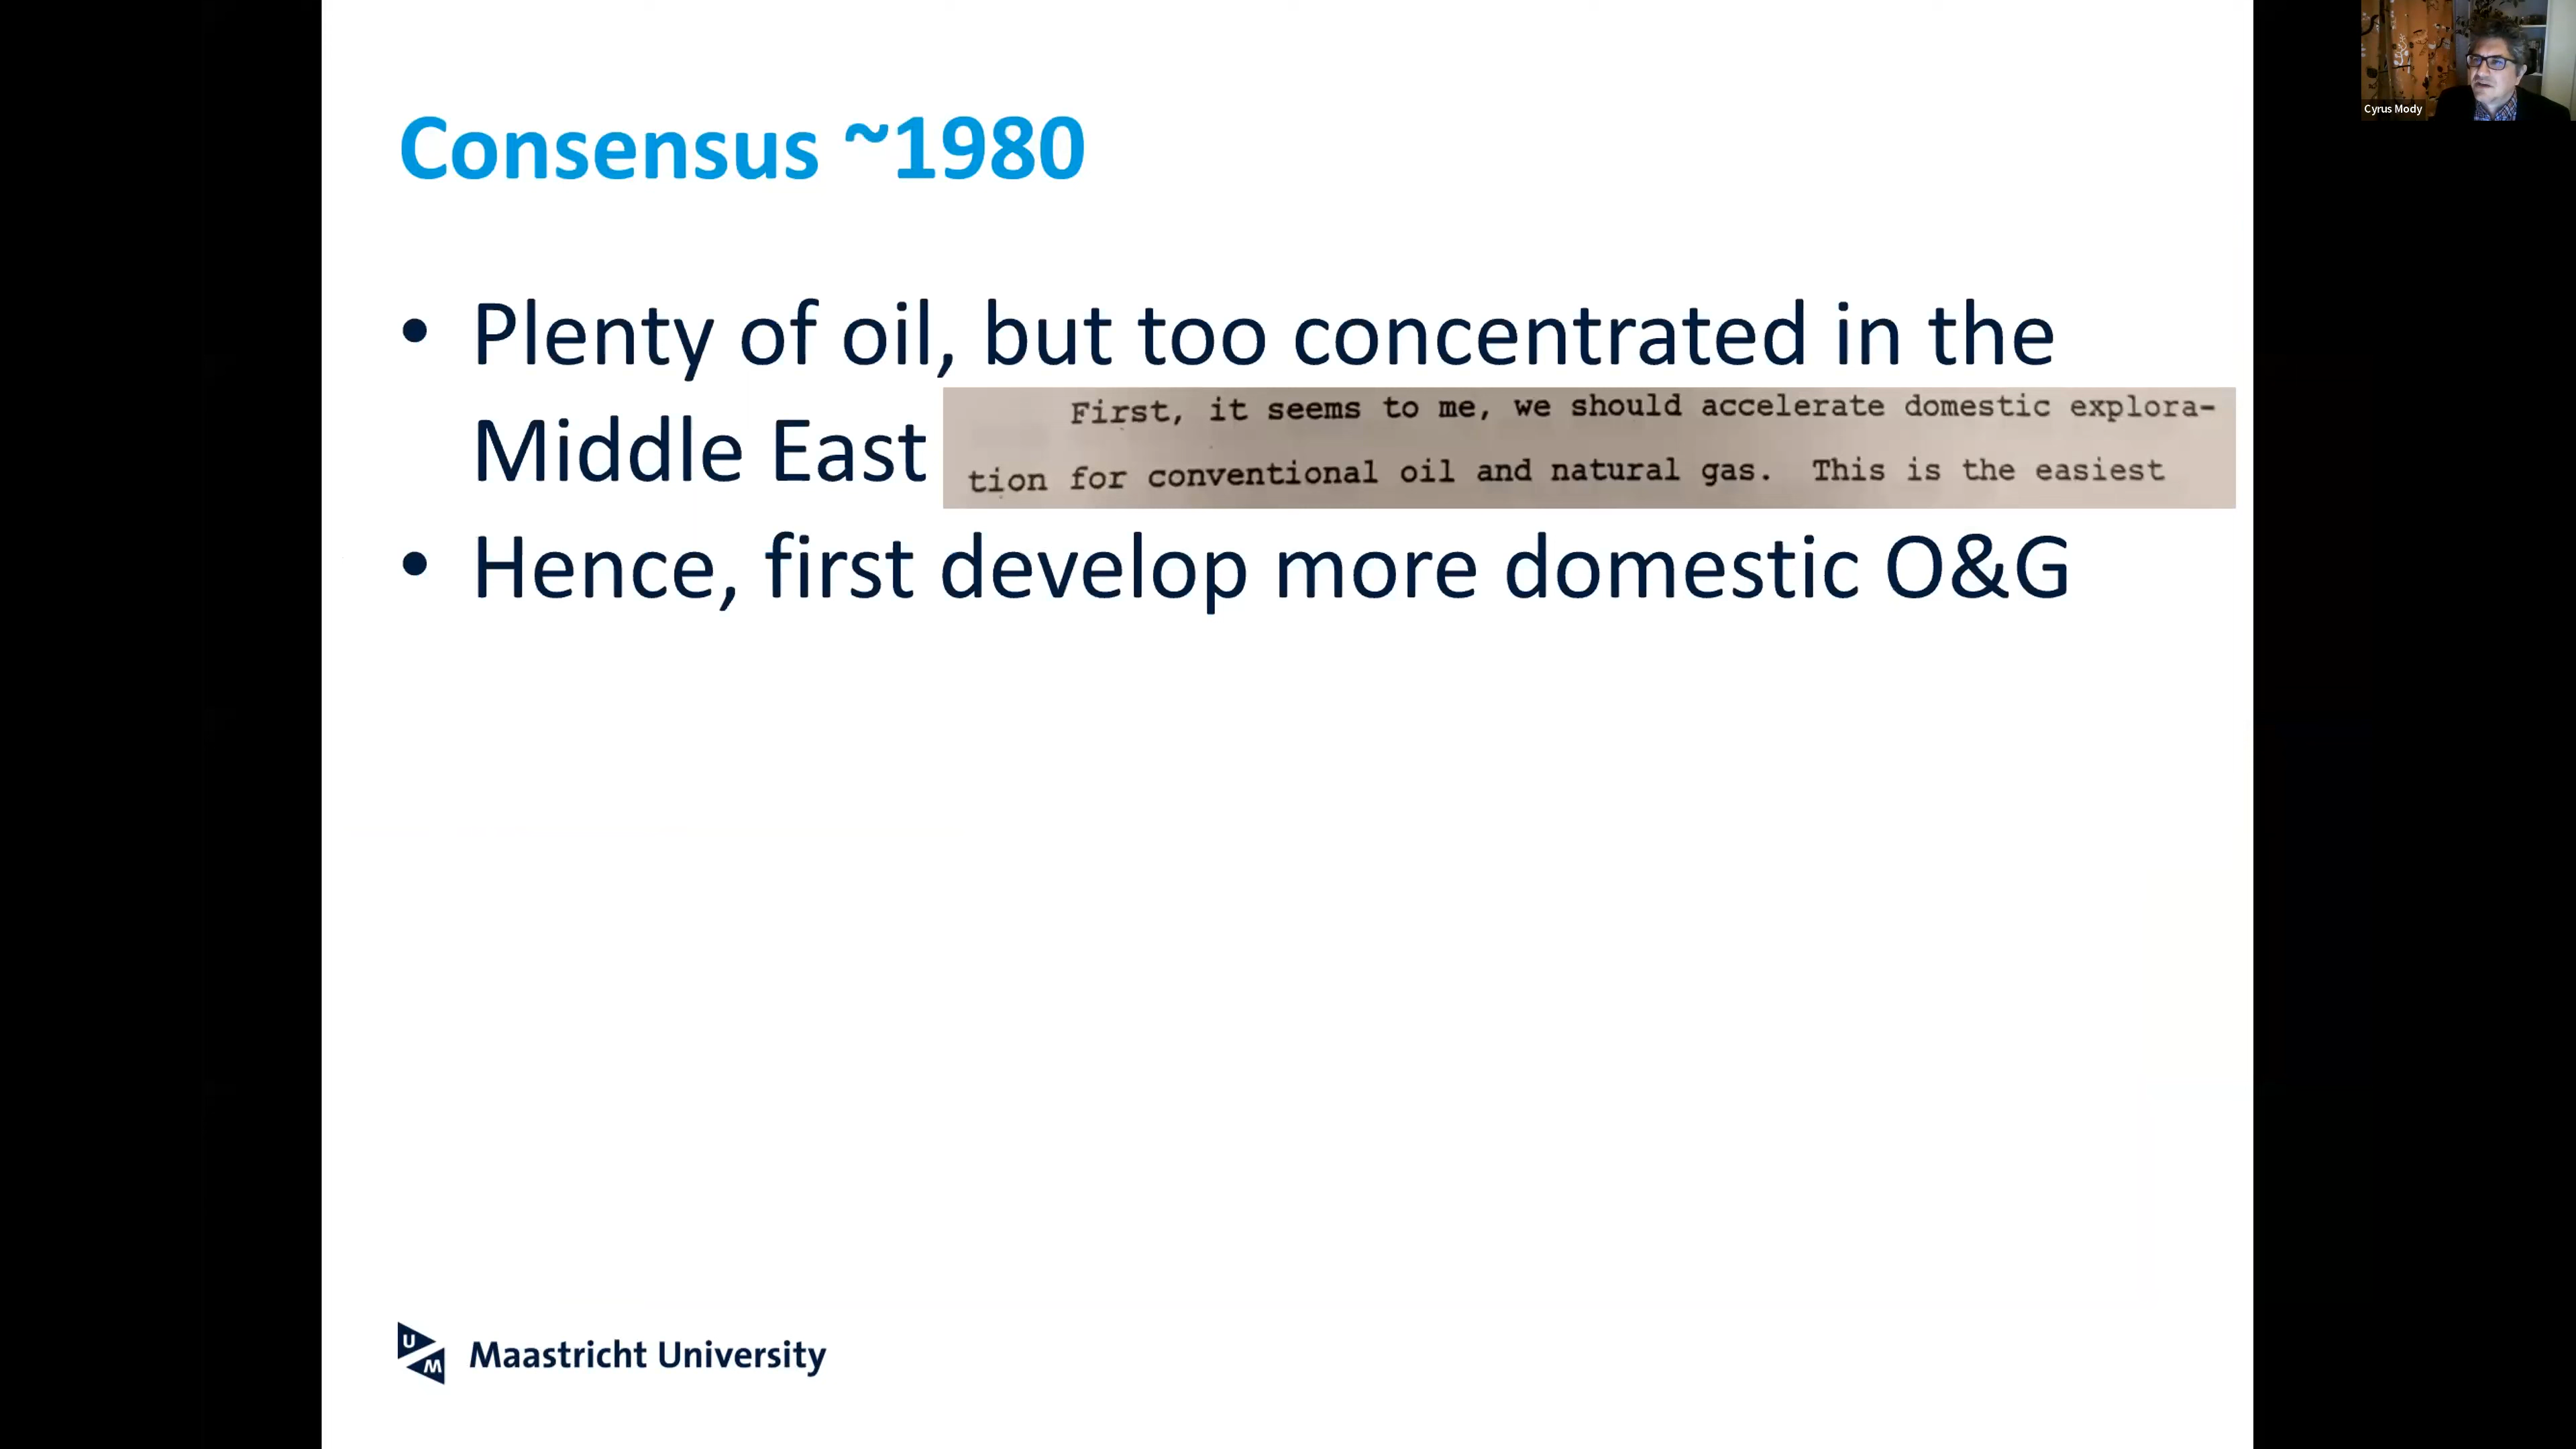 Consensus ~1980
• Plenty of oil, but too concentrated in the
Middle East
First, it seems to me, we should accelerate domestic explora-
tion for conventional oil and natural gas. This is the easiest
• Hence, first develop more domestic O&G
UM Maastricht University
Cyrus Mody